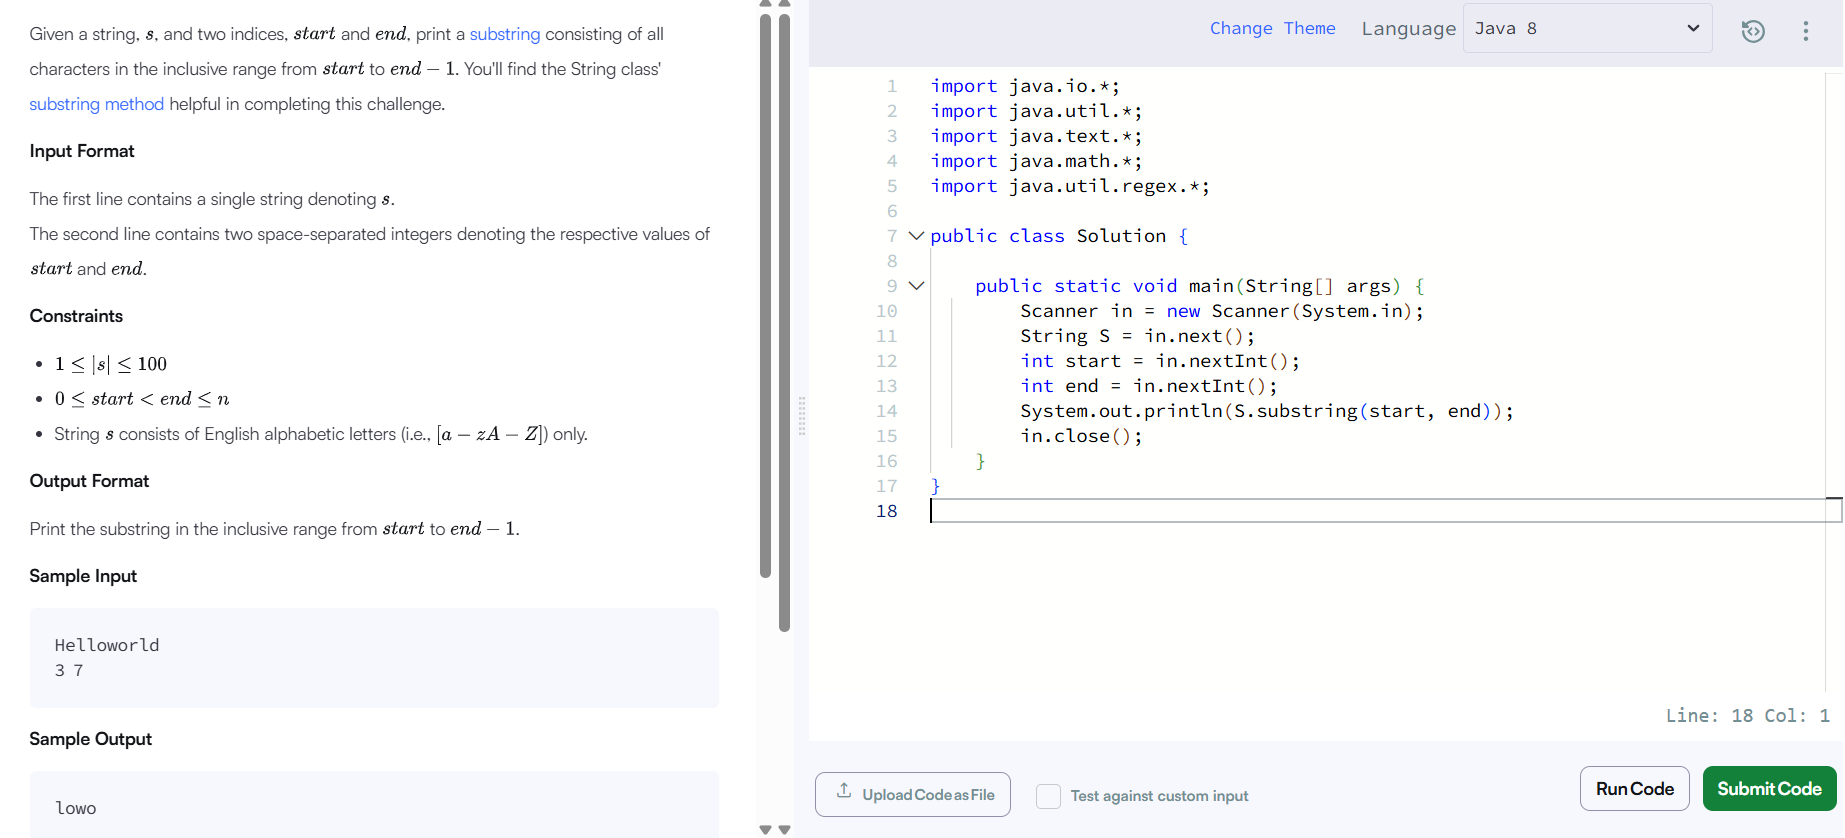 Given a string, s, and two indices, start and end, print a substring consisting of all
characters in the inclusive range from start to end − 1. You'll find the String class'
substring method helpful in completing this challenge.
Input Format
The first line contains a single string denoting s.
The second line contains two space-separated integers denoting the respective values of
start and end.
Constraints
• 1 ≤ |s| ≤ 100
• 0 ≤ start < end ≤ n
• String s consists of English alphabetic letters (i.e., [a − zA − Z]) only.
Output Format
Print the substring in the inclusive range from start to end − 1.
Sample Input
Helloworld
3 7
Sample Output
lowo
Change Theme Language Java 8
1 import java.io.*;
2 import java.util.*;
3 import java.text.*;
4 import java.math.*;
5 import java.util.regex.*;
6
7 public class Solution {
8
9 public static void main(String[] args) {
10 Scanner in = new Scanner(System.in);
11 String S = in.next();
12 int start = in.nextInt();
13 int end = in.nextInt();
14 System.out.println(S.substring(start, end));
15 in.close();
16 }
17 }
18
Line: 18 Col: 1
Upload Code as File
Test against custom input
Run Code
Submit Code